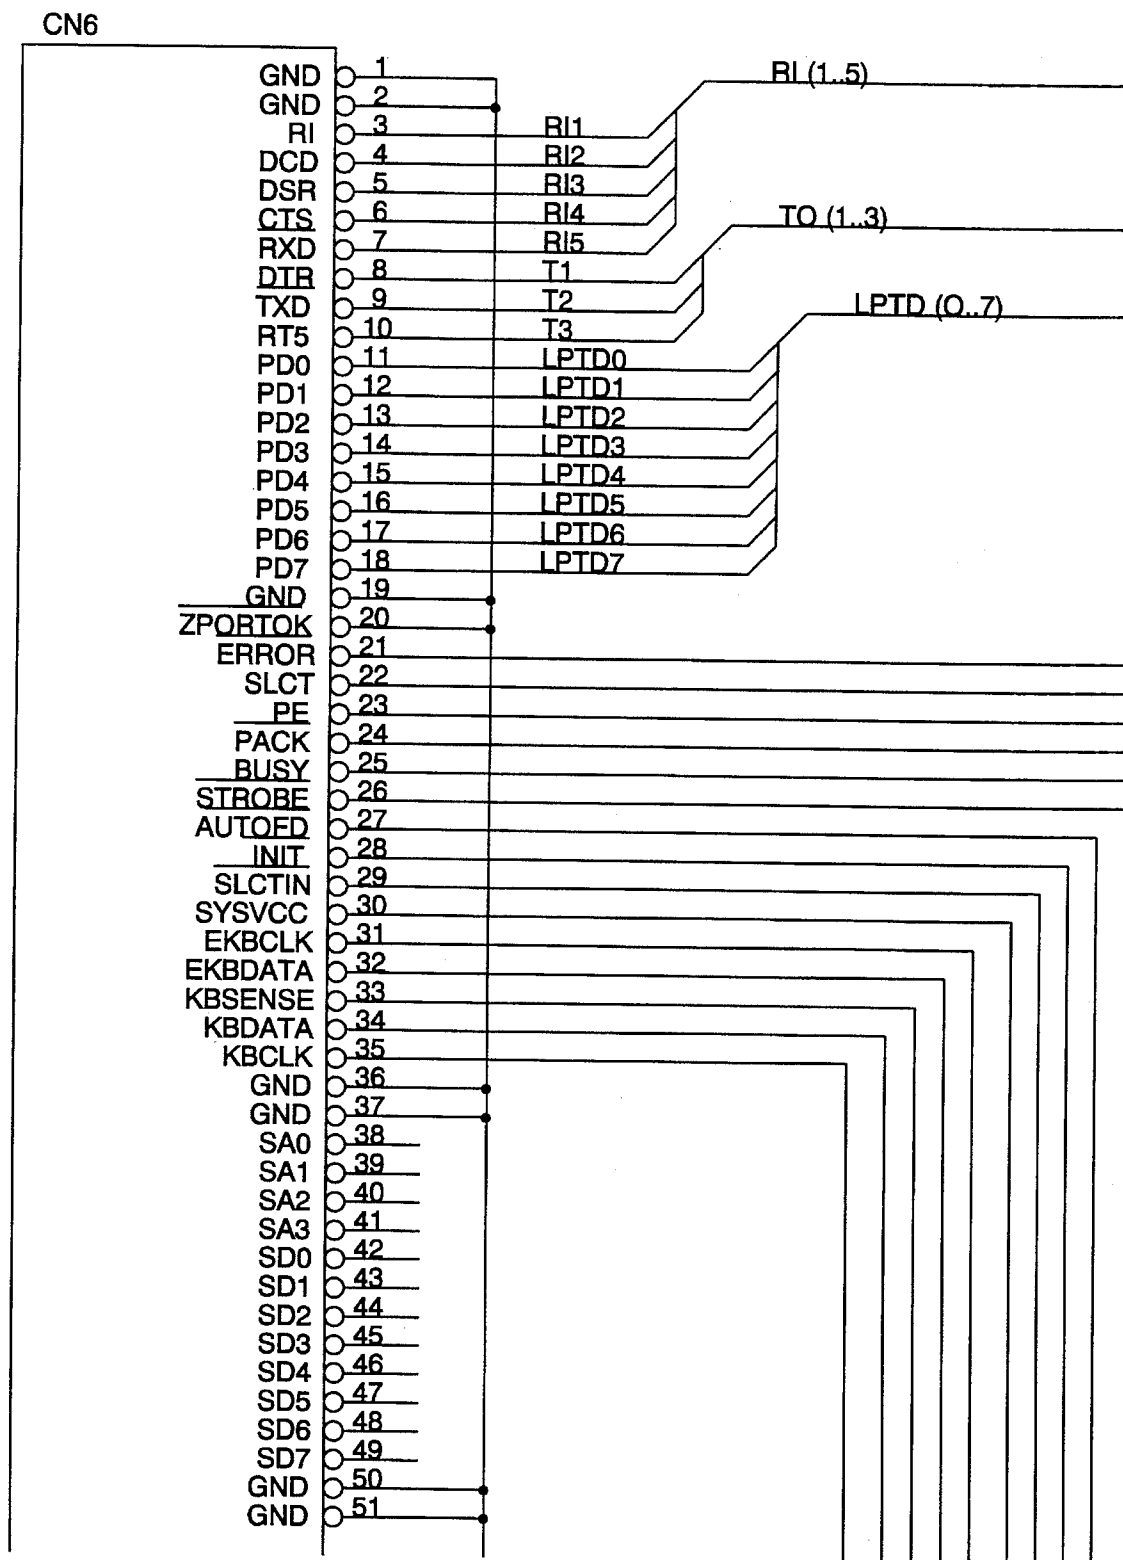 CN6
GND 1
GND 2
RI 3 RI1 RI (1..5)
DCD 4 RI2
DSR 5 RI3
CTS 6 RI4 TO (1..3)
RXD 7 RI5
DTR 8 T1
TXD 9 T2 LPTD (O..7)
RT5 10 T3
PD0 11 LPTD0
PD1 12 LPTD1
PD2 13 LPTD2
PD3 14 LPTD3
PD4 15 LPTD4
PD5 16 LPTD5
PD6 17 LPTD6
PD7 18 LPTD7
GND 19
ZPORTOK 20
ERROR 21
SLCT 22
PE 23
PACK 24
BUSY 25
STROBE 26
AUTOFD 27
INIT 28
SLCTIN 29
SYSVCC 30
EKBCLK 31
EKBDATA 32
KBSENSE 33
KBDATA 34
KBCLK 35
GND 36
GND 37
SA0 38
SA1 39
SA2 40
SA3 41
SD0 42
SD1 43
SD2 44
SD3 45
SD4 46
SD5 47
SD6 48
SD7 49
GND 50
GND 51